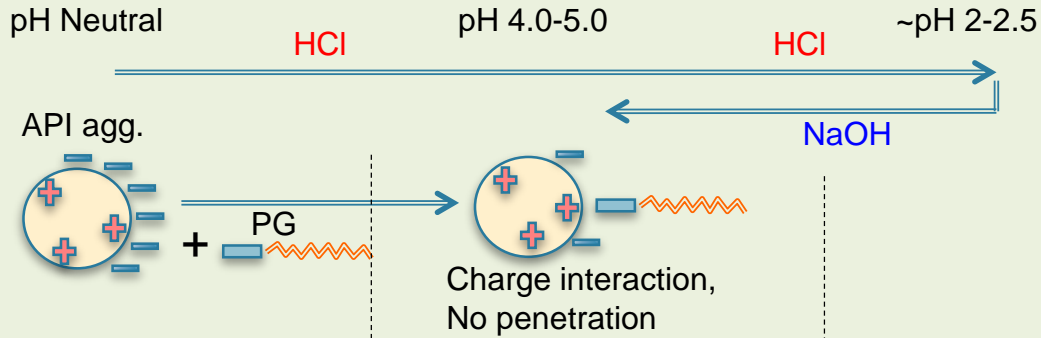 pH Neutral pH 4.0-5.0 ~pH 2-2.5
HCl HCl
NaOH
API agg.
+ PG
Charge interaction,
No penetration